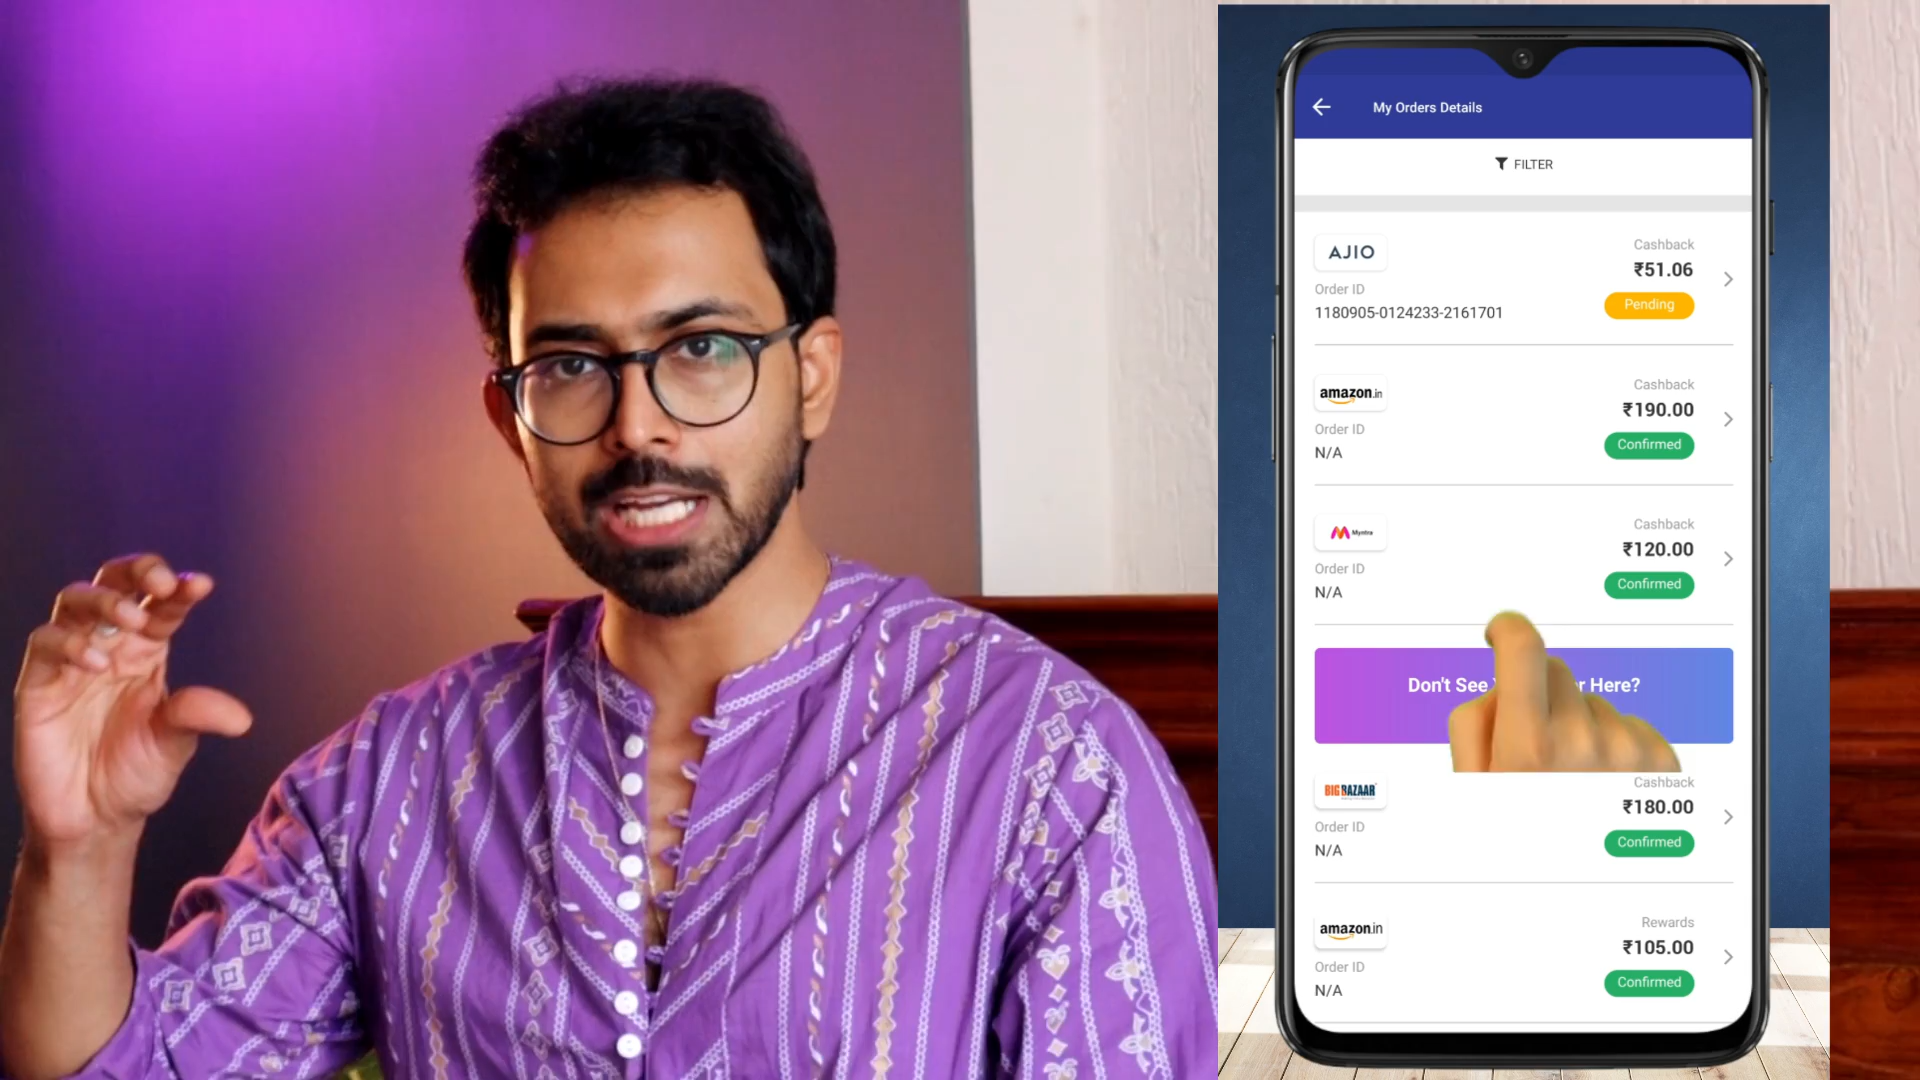 My Orders Details
FILTER
AJIO
Cashback
₹51.06
Order ID
Pending
1180905-0124233-2161701
amazon.in
Cashback
₹190.00
Order ID
Confirmed
N/A
Myntra
Cashback
₹120.00
Order ID
Confirmed
N/A
Don't See r Here?
BIG BAZAAR
Cashback
₹180.00
Order ID
Confirmed
N/A
amazon.in
Rewards
₹105.00
Order ID
Confirmed
N/A